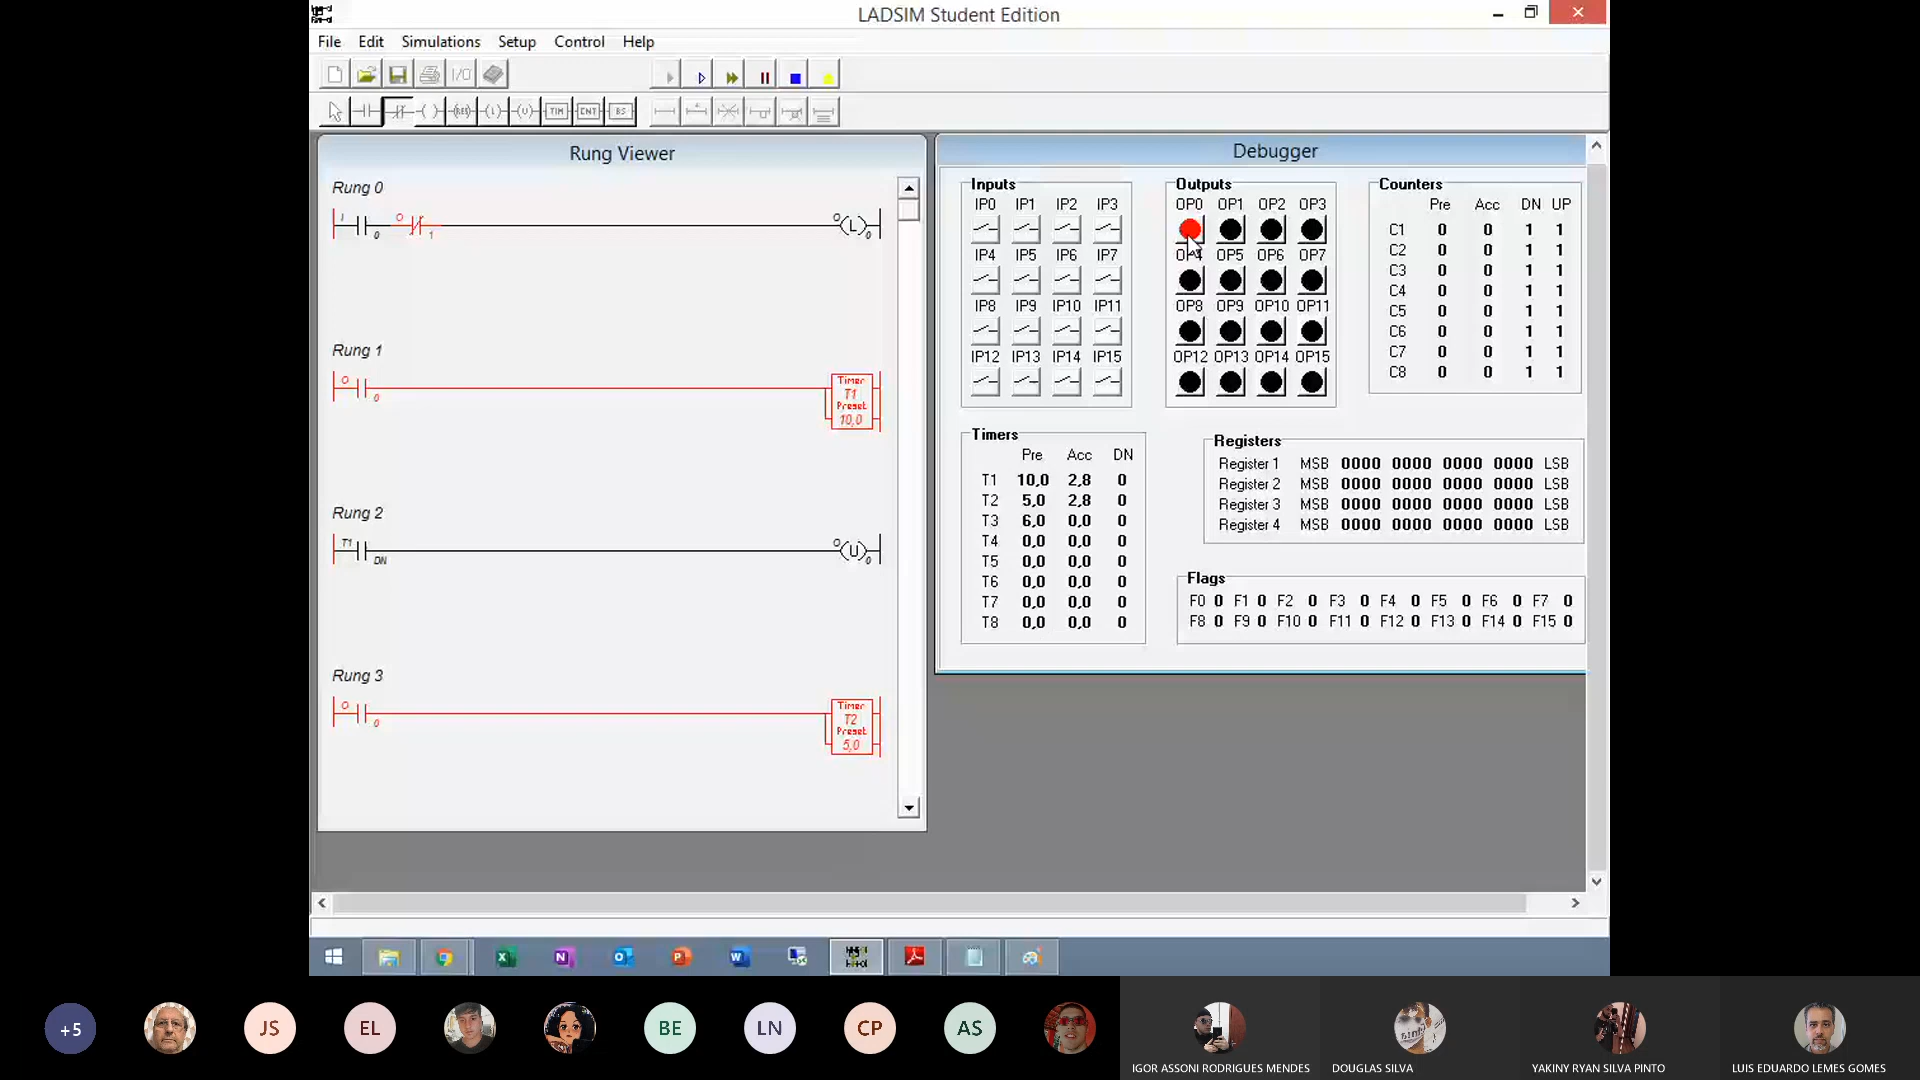 LADSIM Student Edition
File Edit Simulations Setup Control Help
I/O
(RES) (L) (U) TIM CNT BS
Rung Viewer
Rung 0
I 0 O 1 O L 0
Rung 1
O 0
Timer
T1
Preset
10,0
Rung 2
T1 DN O U 0
Rung 3
O 0
Timer
T2
Preset
5,0
Debugger
Inputs
IP0 IP1 IP2 IP3
IP4 IP5 IP6 IP7
IP8 IP9 IP10 IP11
IP12 IP13 IP14 IP15
Outputs
OP0 OP1 OP2 OP3
OP4 OP5 OP6 OP7
OP8 OP9 OP10 OP11
OP12 OP13 OP14 OP15
Counters
Pre Acc DN UP
C1 0 0 1 1
C2 0 0 1 1
C3 0 0 1 1
C4 0 0 1 1
C5 0 0 1 1
C6 0 0 1 1
C7 0 0 1 1
C8 0 0 1 1
Timers
Pre Acc DN
T1 10,0 2,8 0
T2 5,0 2,8 0
T3 6,0 0,0 0
T4 0,0 0,0 0
T5 0,0 0,0 0
T6 0,0 0,0 0
T7 0,0 0,0 0
T8 0,0 0,0 0
Registers
Register 1 MSB 0000 0000 0000 0000 LSB
Register 2 MSB 0000 0000 0000 0000 LSB
Register 3 MSB 0000 0000 0000 0000 LSB
Register 4 MSB 0000 0000 0000 0000 LSB
Flags
F0 0 F1 0 F2 0 F3 0 F4 0 F5 0 F6 0 F7 0
F8 0 F9 0 F10 0 F11 0 F12 0 F13 0 F14 0 F15 0
+5 JS EL BE LN CP AS
IGOR ASSONI RODRIGUES MENDES DOUGLAS SILVA YAKINY RYAN SILVA PINTO LUIS EDUARDO LEMES GOMES